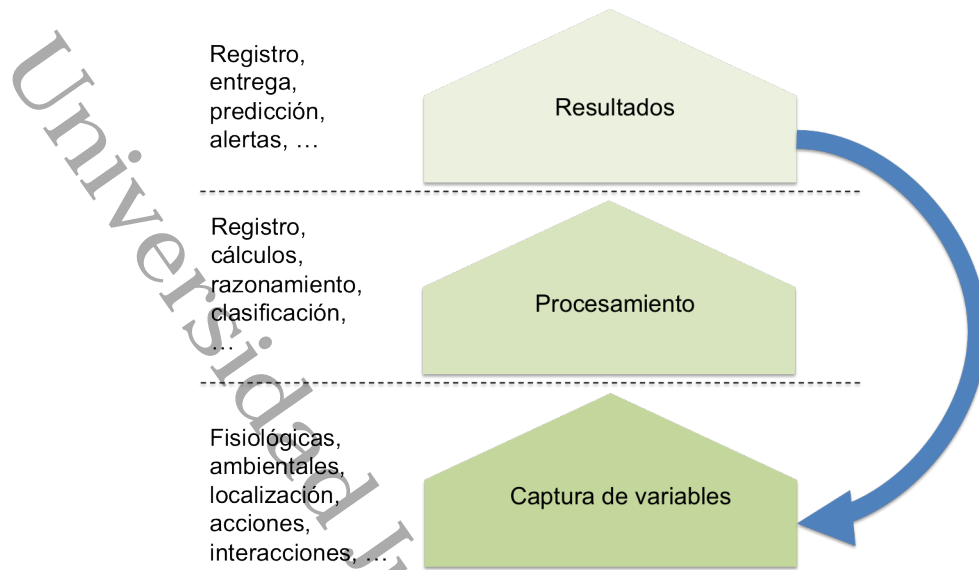 Registro,
entrega,
predicción,
alertas, …
Resultados
Registro,
cálculos,
razonamiento,
clasificación,
…
Procesamiento
Fisiológicas,
ambientales,
localización,
acciones,
interacciones, …
Captura de variables
Universidad